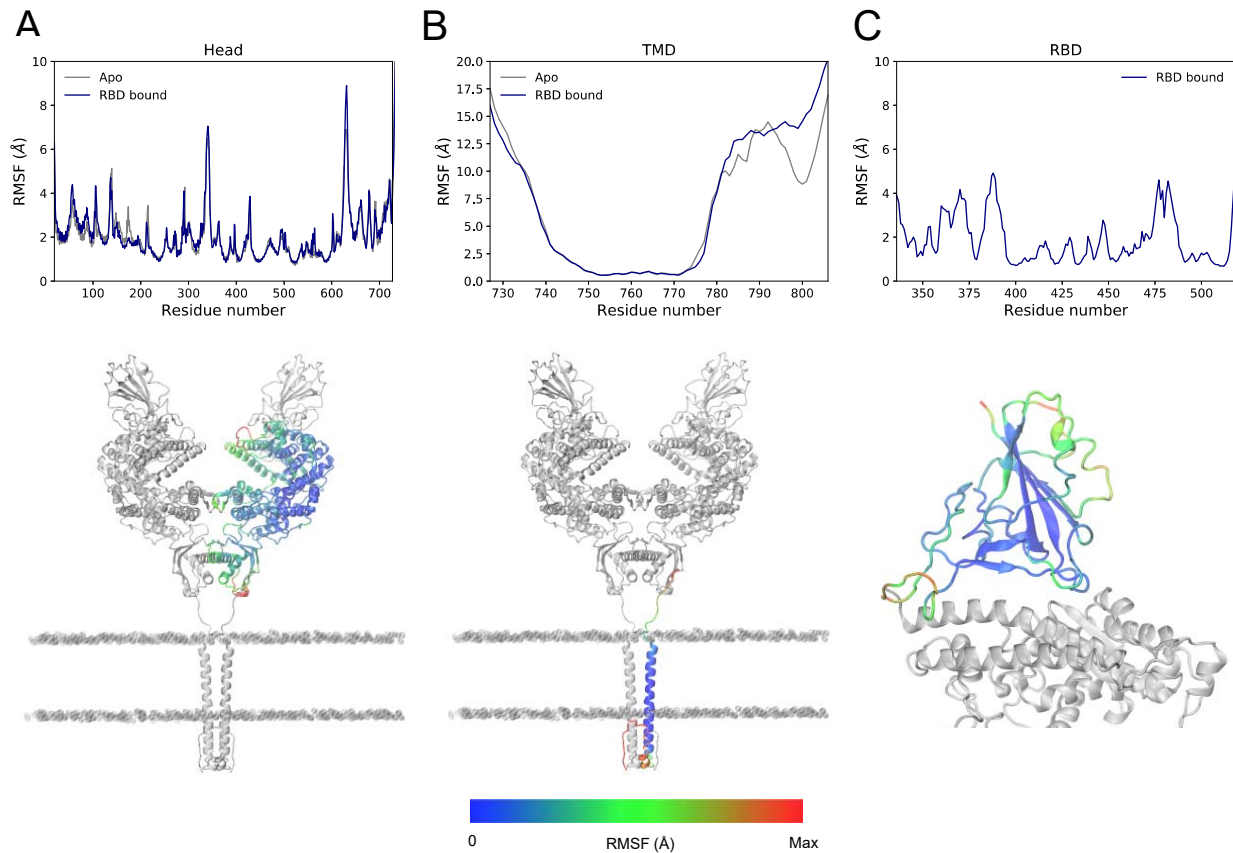 A
B
C
Head
TMD
RBD
Apo
RBD bound
Apo
RBD bound
RBD bound
RMSF (Å)
10
8
6
4
2
0
100 200 300 400 500 600 700
Residue number
RMSF (Å)
20.0
17.5
15.0
12.5
10.0
7.5
5.0
2.5
0.0
730 740 750 760 770 780 790 800
Residue number
RMSF (Å)
10
8
6
4
2
0
350 375 400 425 450 475 500
Residue number
0 RMSF (Å) Max